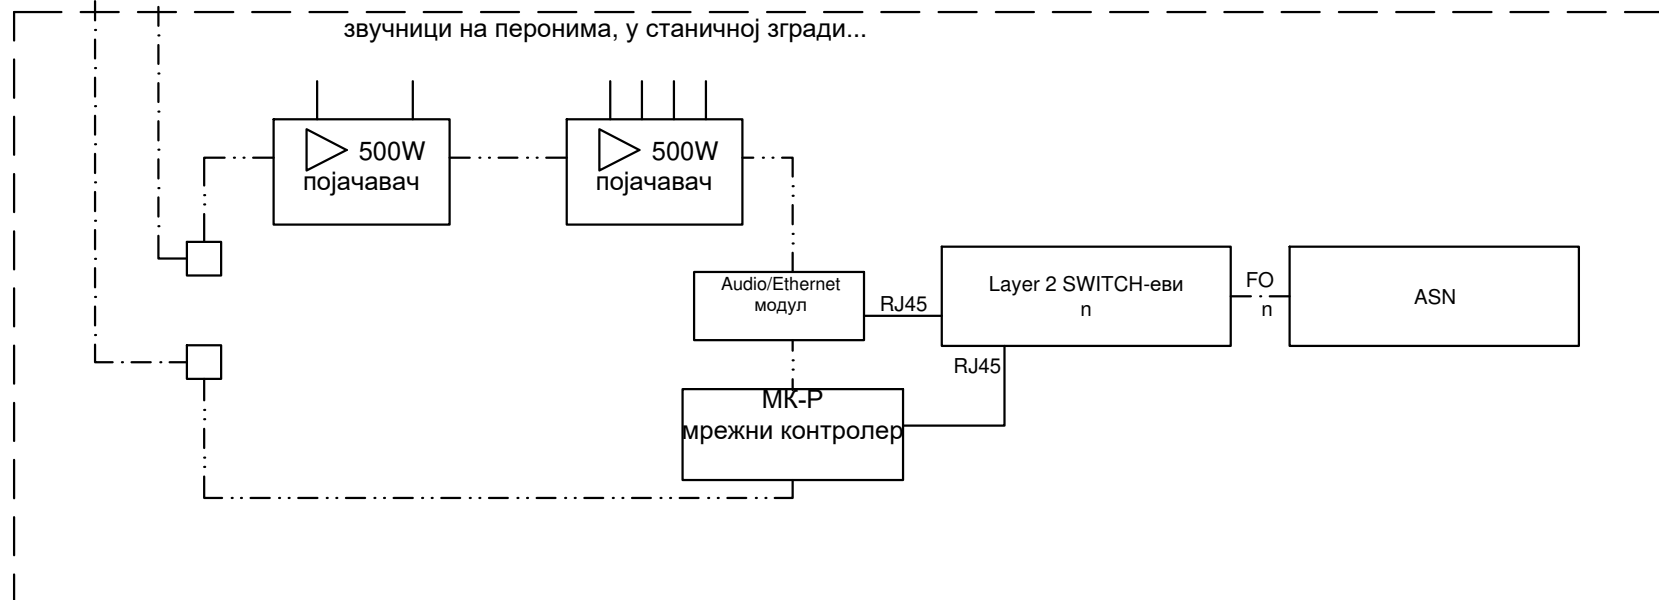 звучници на перонима, у станичној згради...
500W
појачавач
500W
појачавач
Audio/Ethernet
модул
RJ45
Layer 2 SWITCH-еви
n
FO
n
ASN
RJ45
МК-Р
мрежни контролер